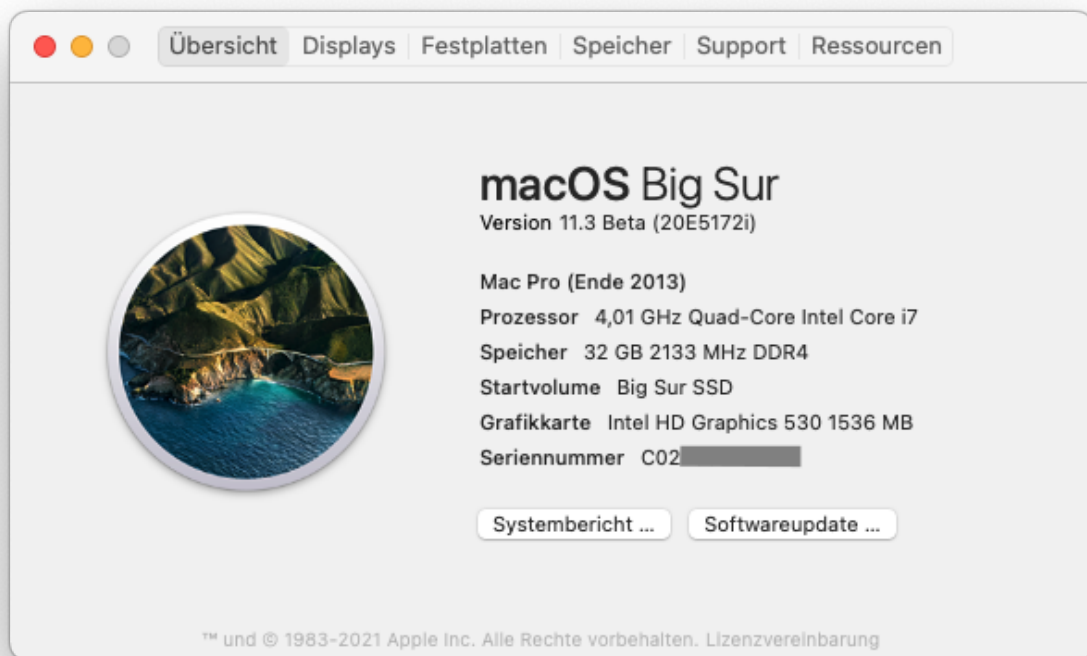 Übersicht Displays Festplatten Speicher Support Ressourcen
macOS Big Sur
Version 11.3 Beta (20E5172i)
Mac Pro (Ende 2013)
Prozessor 4,01 GHz Quad-Core Intel Core i7
Speicher 32 GB 2133 MHz DDR4
Startvolume Big Sur SSD
Grafikkarte Intel HD Graphics 530 1536 MB
Seriennummer C02
Systembericht ... Softwareupdate ...
™ und © 1983-2021 Apple Inc. Alle Rechte vorbehalten. Lizenzvereinbarung